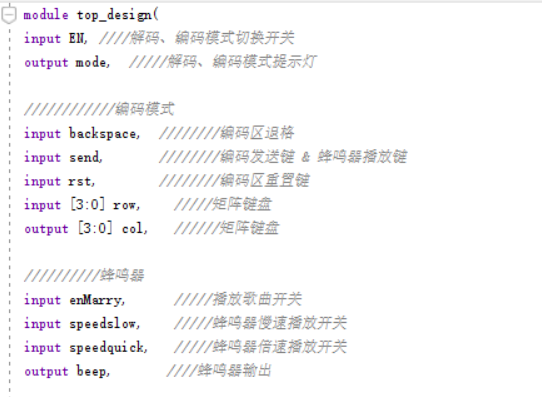 module top_design(
input EN, ////解码、编码模式切换开关
output mode, /////解码、编码模式提示灯
////////////编码模式
input backspace, ////////编码区退格
input send, ////////编码发送键 & 蜂鸣器播放键
input rst, ////////编码区重置键
input [3:0] row, /////矩阵键盘
output [3:0] col, //////矩阵键盘
//////////蜂鸣器
input enMarry, /////播放歌曲开关
input speedslow, /////蜂鸣器慢速播放开关
input speedquick, /////蜂鸣器倍速播放开关
output beep, ////蜂鸣器输出